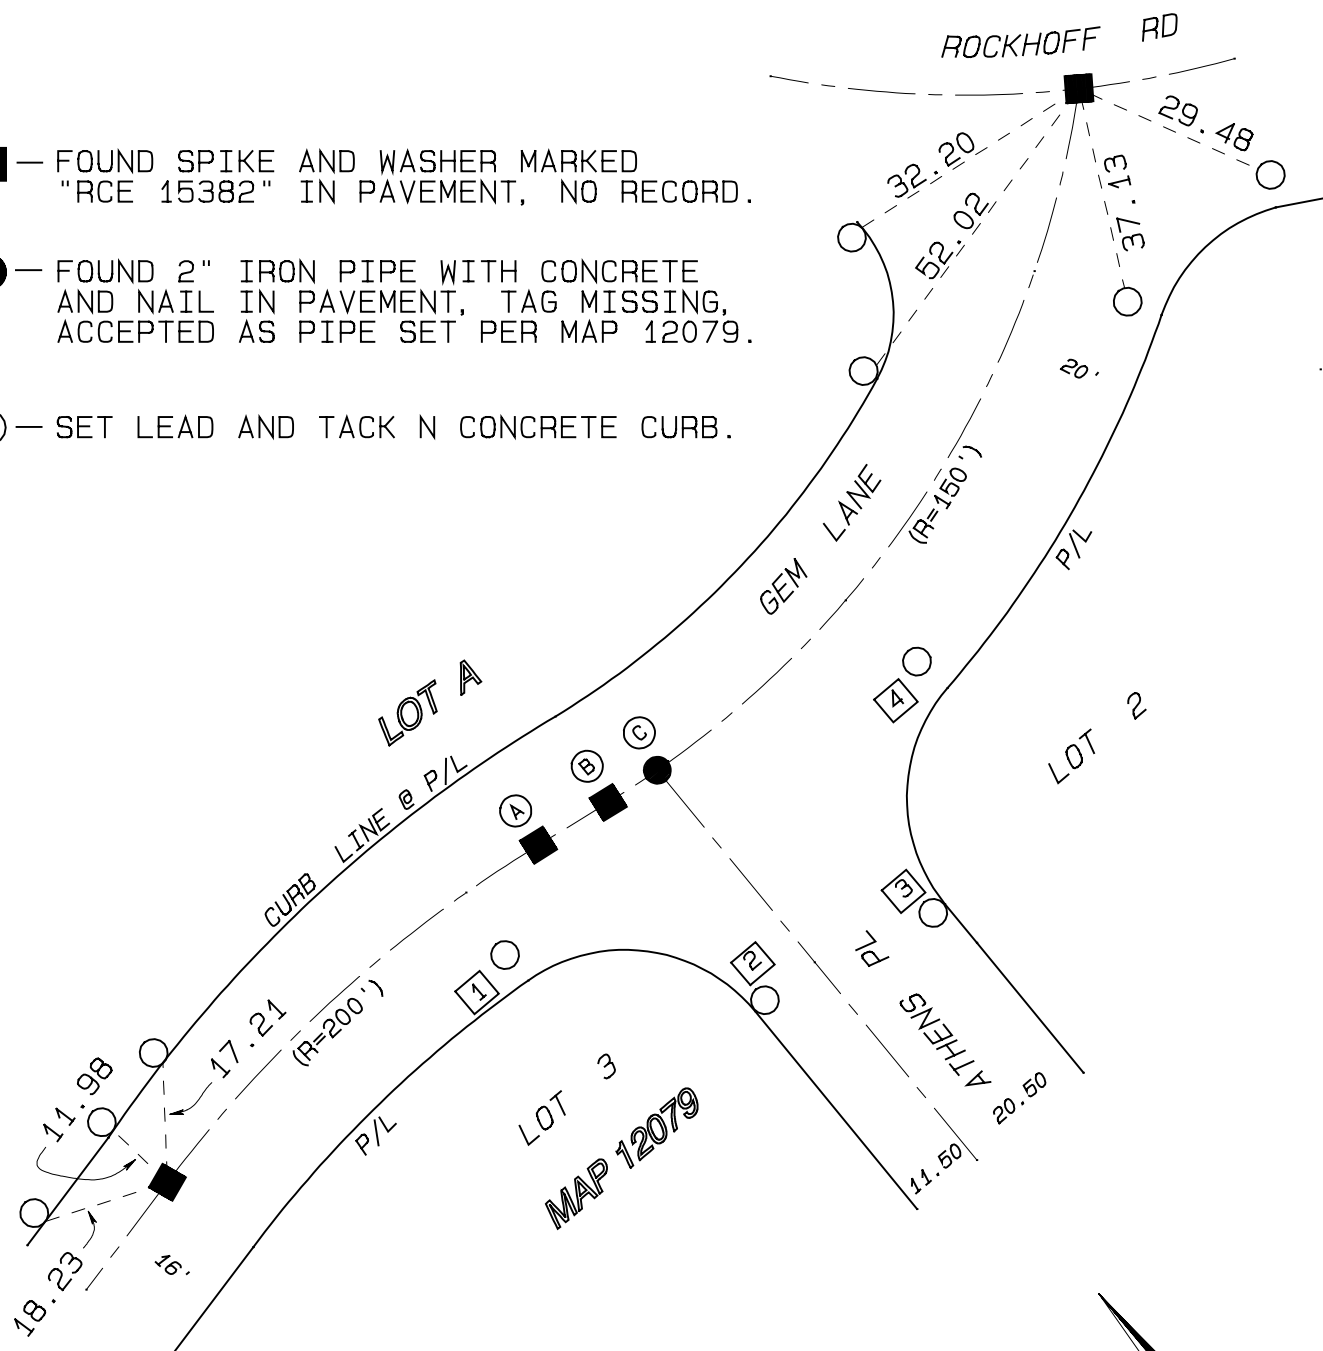 ROCKHOFF RD
— FOUND SPIKE AND WASHER MARKED
"RCE 15382" IN PAVEMENT, NO RECORD.
— FOUND 2" IRON PIPE WITH CONCRETE
AND NAIL IN PAVEMENT, TAG MISSING,
ACCEPTED AS PIPE SET PER MAP 12079.
— SET LEAD AND TACK N CONCRETE CURB.
29.48
32.20
37.13
52.02
20'
(R=150')
GEM LANE
P/L
LOT A
4
LOT 2
C
B
A
CURB LINE @ P/L
3
2
PL
ATHENS
1
(R=200')
17.21
11.98
LOT 3
P/L
MAP 12079
20.50
11.50
16'
18.23